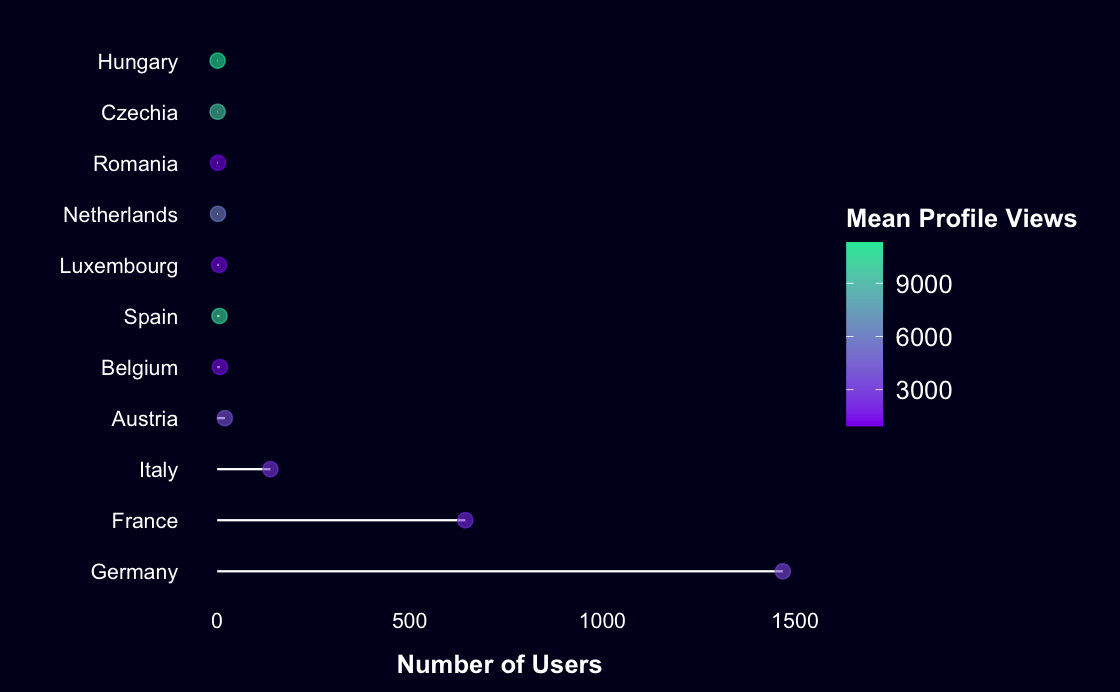 Hungary
Czechia
Romania
Netherlands
Luxembourg
Spain
Belgium
Austria
Italy
France
Germany
0 500 1000 1500
Number of Users
Mean Profile Views
9000
6000
3000